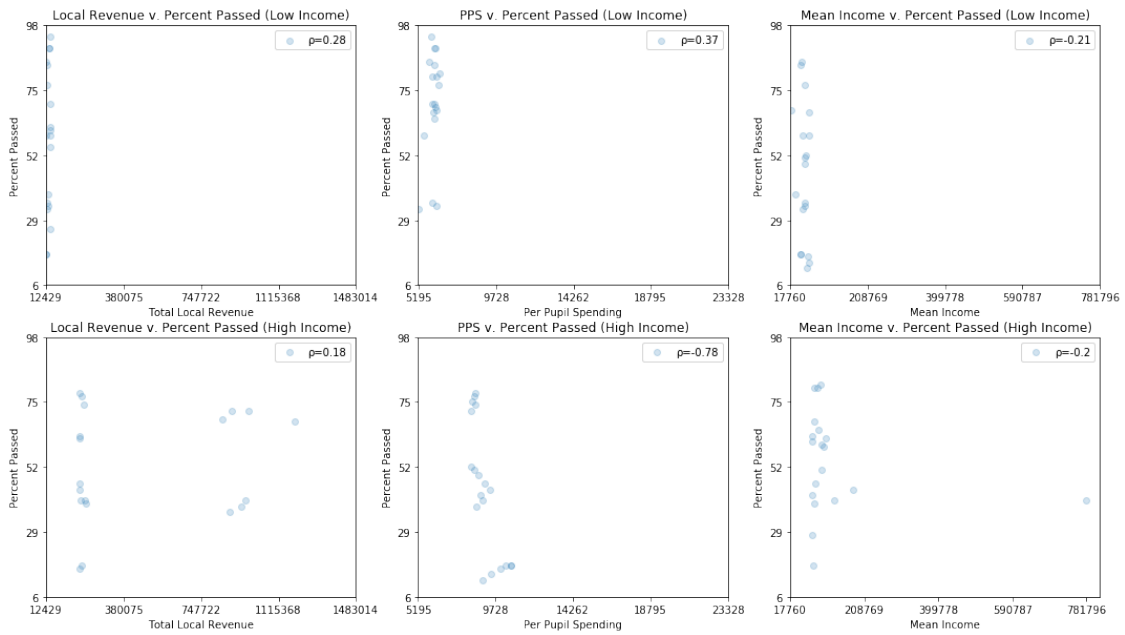 Local Revenue v. Percent Passed (Low Income)
ρ=0.28
98
75
52
29
6
Percent Passed
12429
380075
747722
1115368
1483014
Total Local Revenue
PPS v. Percent Passed (Low Income)
ρ=0.37
98
75
52
29
6
Percent Passed
5195
9728
14262
18795
23328
Per Pupil Spending
Mean Income v. Percent Passed (Low Income)
ρ=-0.21
98
75
52
29
6
Percent Passed
17760
208769
399778
590787
781796
Mean Income
Local Revenue v. Percent Passed (High Income)
ρ=0.18
98
75
52
29
6
Percent Passed
12429
380075
747722
1115368
1483014
Total Local Revenue
PPS v. Percent Passed (High Income)
ρ=-0.78
98
75
52
29
6
Percent Passed
5195
9728
14262
18795
23328
Per Pupil Spending
Mean Income v. Percent Passed (High Income)
ρ=-0.2
98
75
52
29
6
Percent Passed
17760
208769
399778
590787
781796
Mean Income